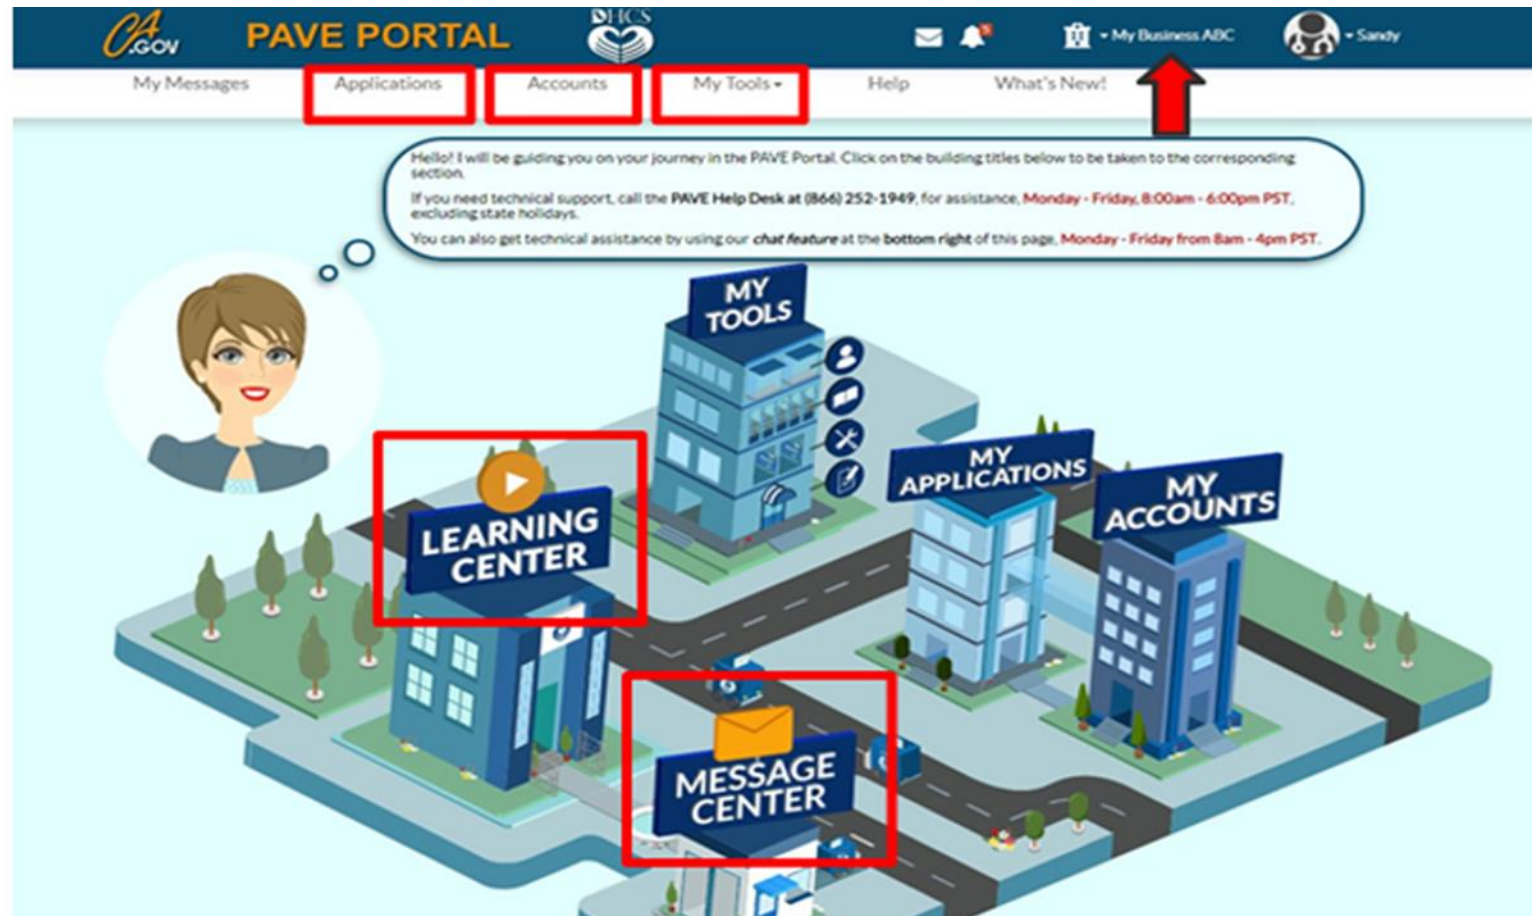 CA.GOV PAVE PORTAL DHCS My Business ABC Sandy
My Messages Applications Accounts My Tools Help What's New!
Hello! I will be guiding you on your journey in the PAVE Portal. Click on the building titles below to be taken to the corresponding
section.
If you need technical support, call the PAVE Help Desk at (866) 252-1949, for assistance, Monday - Friday, 8:00am - 6:00pm PST,
excluding state holidays.
You can also get technical assistance by using our chat feature at the bottom right of this page, Monday - Friday from 8am - 4pm PST.
MY
TOOLS
MY
APPLICATIONS
MY
ACCOUNTS
LEARNING
CENTER
MESSAGE
CENTER